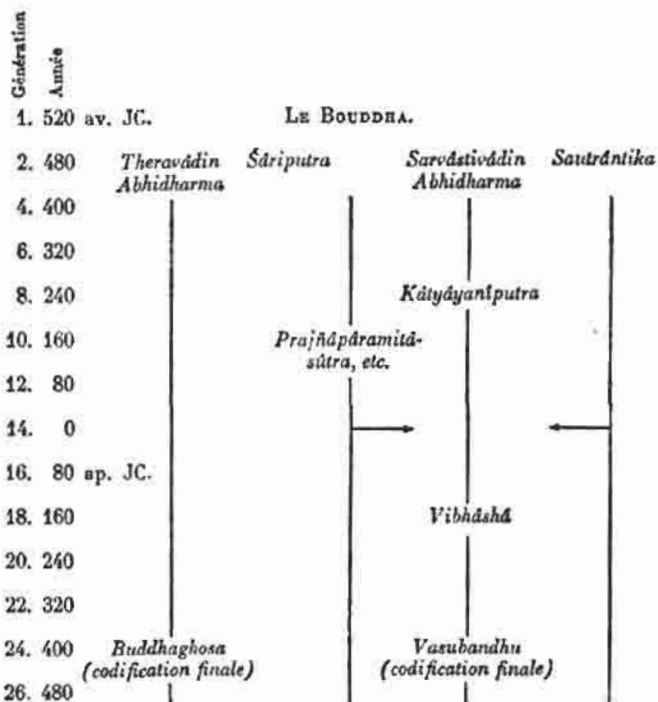 Génération
Année
1. 520 av. JC. LE BOUDDHA.
2. 480 Theravâdin Śâriputra Sarvâstivâdin Sautrântika
Abhidharma Abhidharma
4. 400
6. 320
8. 240 Kâtyâyanîputra
10. 160 Prajñâpâramitâ-
sûtra, etc.
12. 80
14. 0
16. 80 ap. JC.
18. 160 Vibhâshâ
20. 240
22. 320
24. 400 Buddhaghosa Vasubandhu
(codification finale) (codification finale)
26. 480